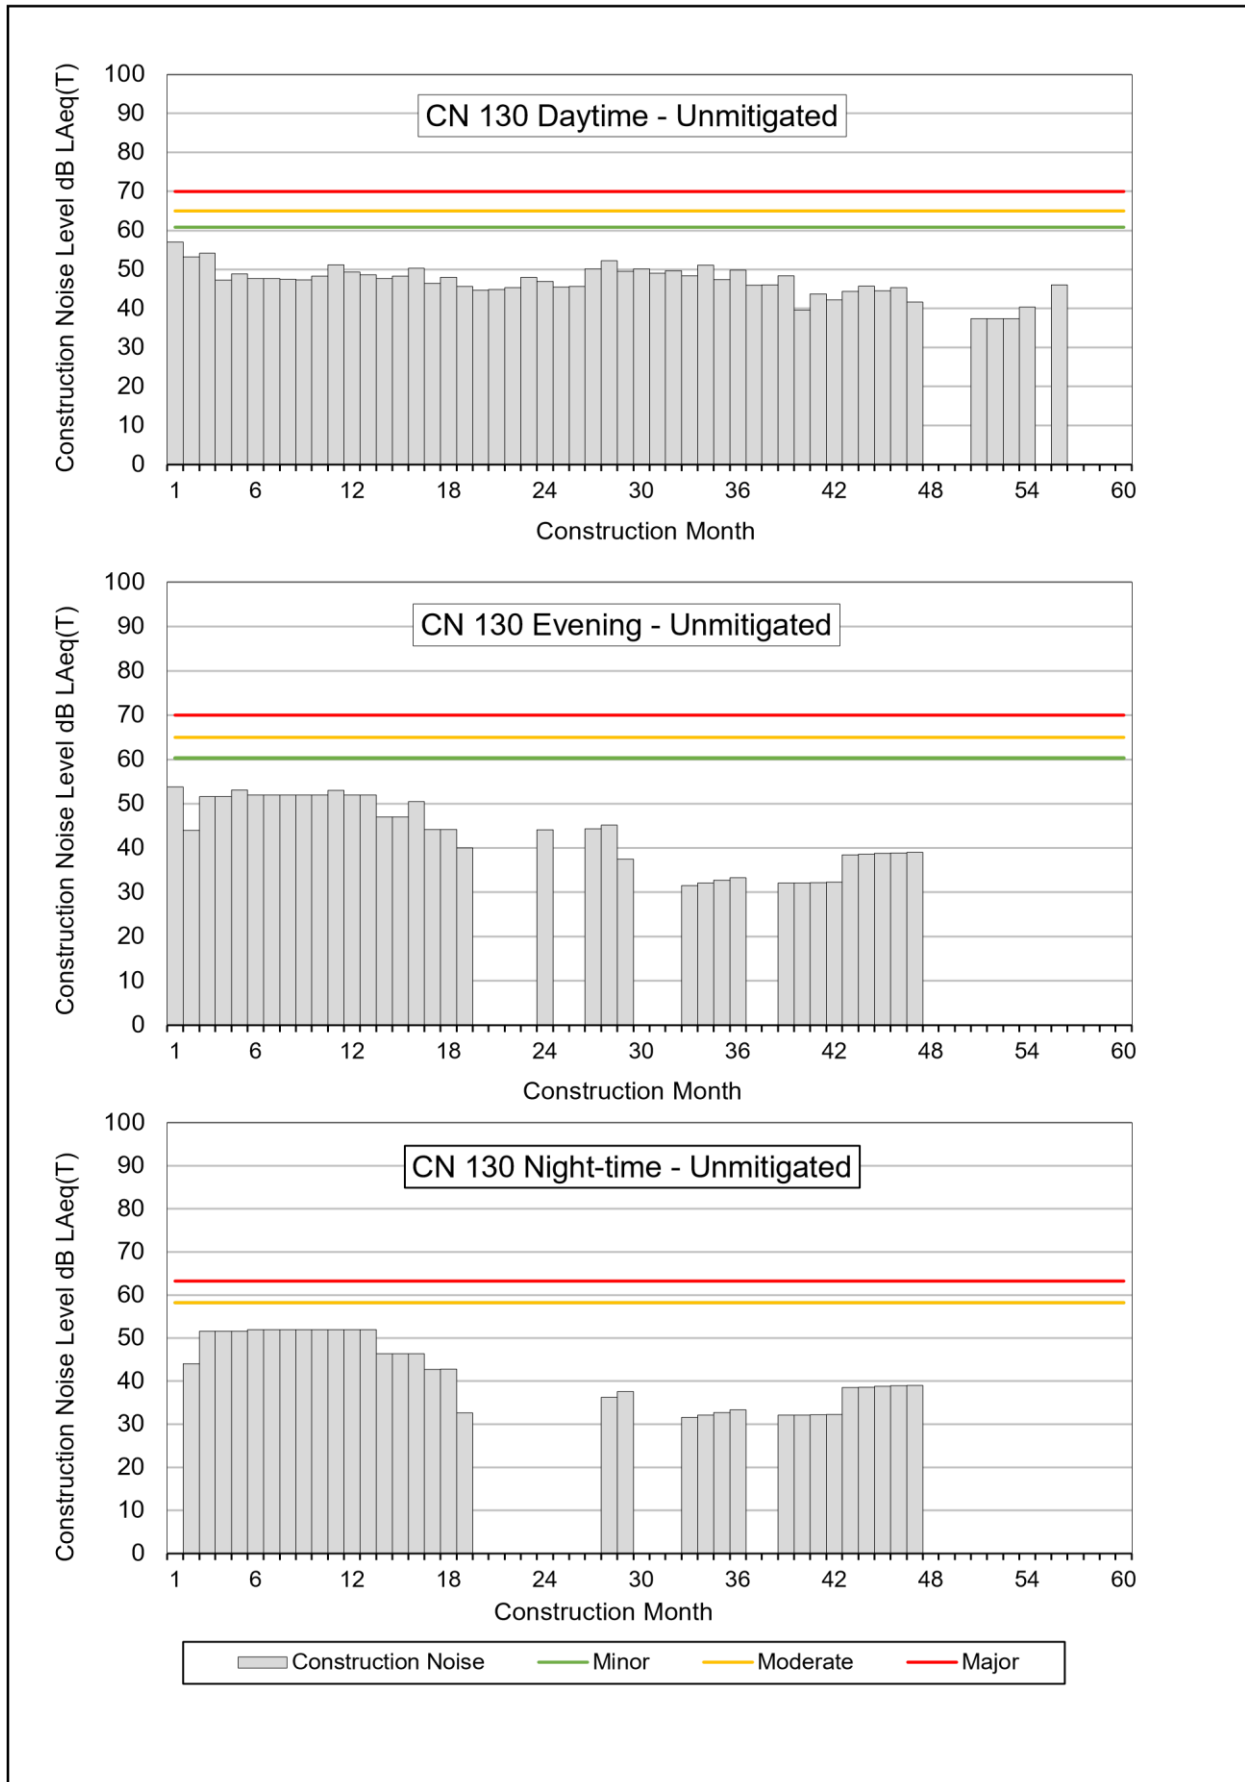 CN 130 Daytime - Unmitigated
Construction Noise Level dB LAeq(T)
100
90
80
70
60
50
40
30
20
10
0
1 6 12 18 24 30 36 42 48 54 60
Construction Month
CN 130 Evening - Unmitigated
Construction Noise Level dB LAeq(T)
100
90
80
70
60
50
40
30
20
10
0
1 6 12 18 24 30 36 42 48 54 60
Construction Month
CN 130 Night-time - Unmitigated
Construction Noise Level dB LAeq(T)
100
90
80
70
60
50
40
30
20
10
0
1 6 12 18 24 30 36 42 48 54 60
Construction Month
Construction Noise Minor Moderate Major